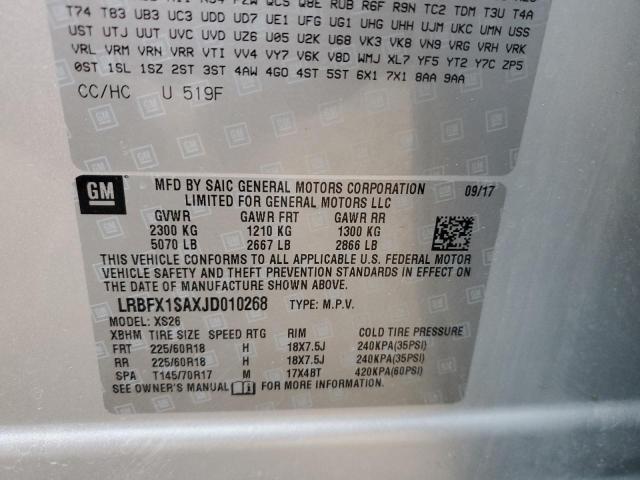 T74 T83 UB3 UC3 UDD UD7 UE1 UFG UG1 UHG UHH UJM UKC UMN USS
UST UTJ UUT UVC UVD UZ6 U05 U2K U68 VK3 VK8 VN9 VRG VRH VRK
VRL VRM VRN VRR VTI VV4 VY7 V6K V8D WMJ XL7 YF5 YT2 Y7C ZP5
0ST 1SL 1SZ 2ST 3ST 4AW 4GO 4ST 5ST 6X1 7X1 8AA 9AA
CC/HC U 519F
GM MFD BY SAIC GENERAL MOTORS CORPORATION 09/17
LIMITED FOR GENERAL MOTORS LLC
GVWR GAWR FRT GAWR RR
2300 KG 1210 KG 1300 KG
5070 LB 2667 LB 2866 LB
THIS VEHICLE CONFORMS TO ALL APPLICABLE U.S. FEDERAL MOTOR
VEHICLE SAFETY AND THEFT PREVENTION STANDARDS IN EFFECT ON
THE DATE OF MANUFACTURE SHOWN ABOVE.
LRBFX1SAXJD010268 TYPE: M.P.V.
MODEL: XS26
XBHM TIRE SIZE SPEED RTG RIM COLD TIRE PRESSURE
FRT 225/60R18 H 18X7.5J 240KPA(35PSI)
RR 225/60R18 H 18X7.5J 240KPA(35PSI)
SPA T145/70R17 M 17X4BT 420KPA(60PSI)
SEE OWNER'S MANUAL FOR MORE INFORMATION